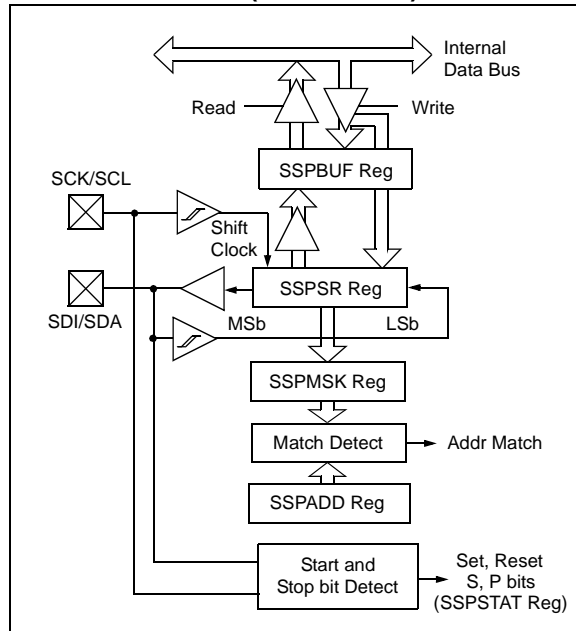 Internal
Data Bus
Read
Write
SSPBUF Reg
SCK/SCL
Shift
Clock
SSPSR Reg
SDI/SDA
MSb
LSb
SSPMSK Reg
Match Detect
Addr Match
SSPADD Reg
Start and
Stop bit Detect
Set, Reset
S, P bits
(SSPSTAT Reg)